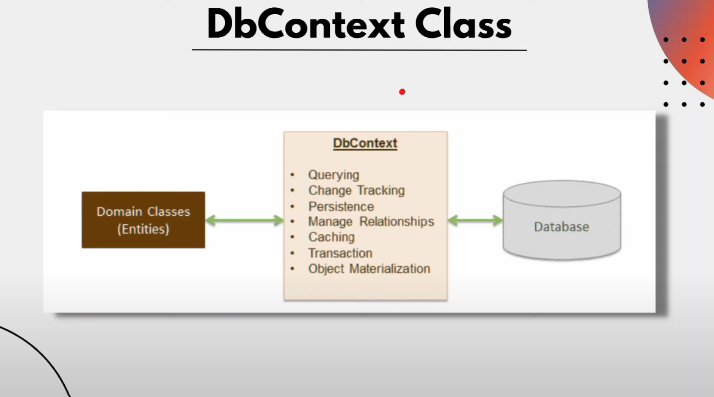 DbContext Class
Domain Classes
(Entities)
DbContext
• Querying
• Change Tracking
• Persistence
• Manage Relationships
• Caching
• Transaction
• Object Materialization
Database